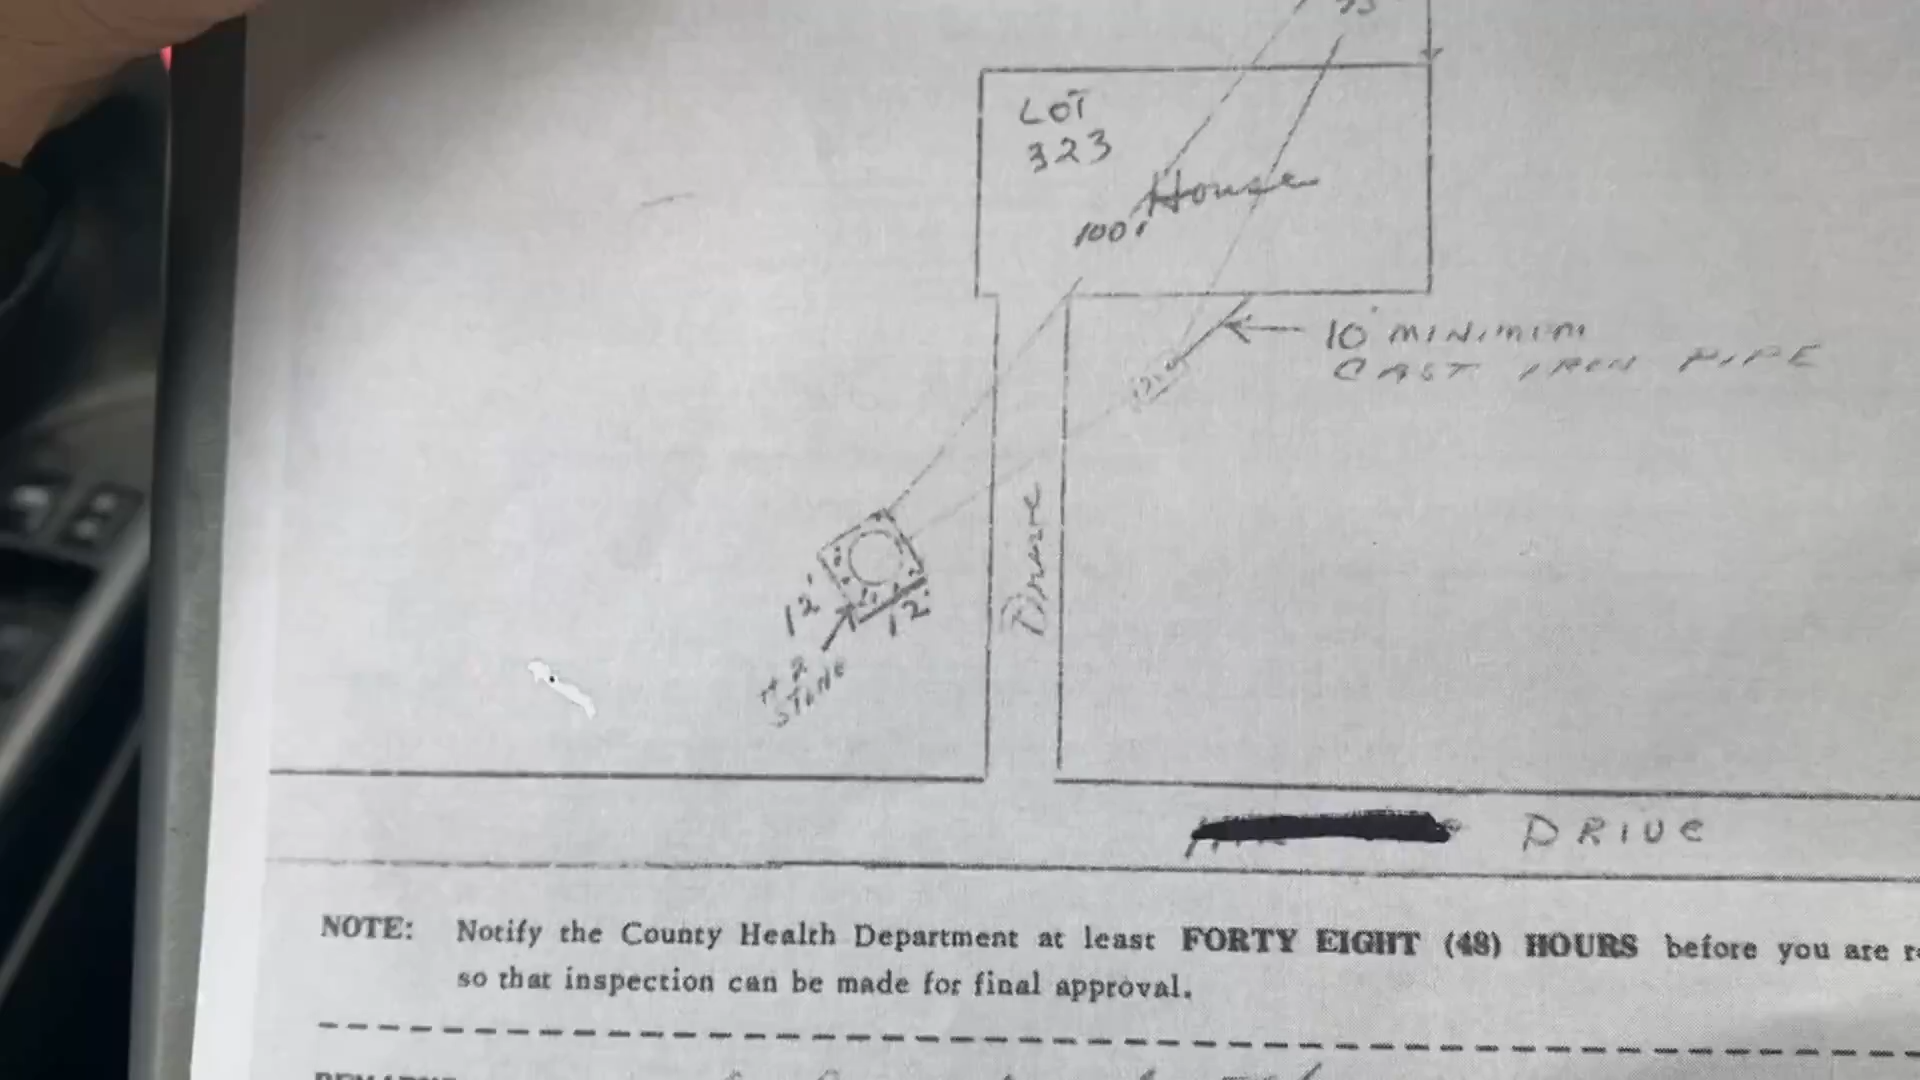 LOT
323
House
100'
10' MINIMUM
CAST IRON PIPE
Drive
12'
12'
# 2
STONE
DRIVE
NOTE: Notify the County Health Department at least FORTY EIGHT (48) HOURS before you are
so that inspection can be made for final approval.